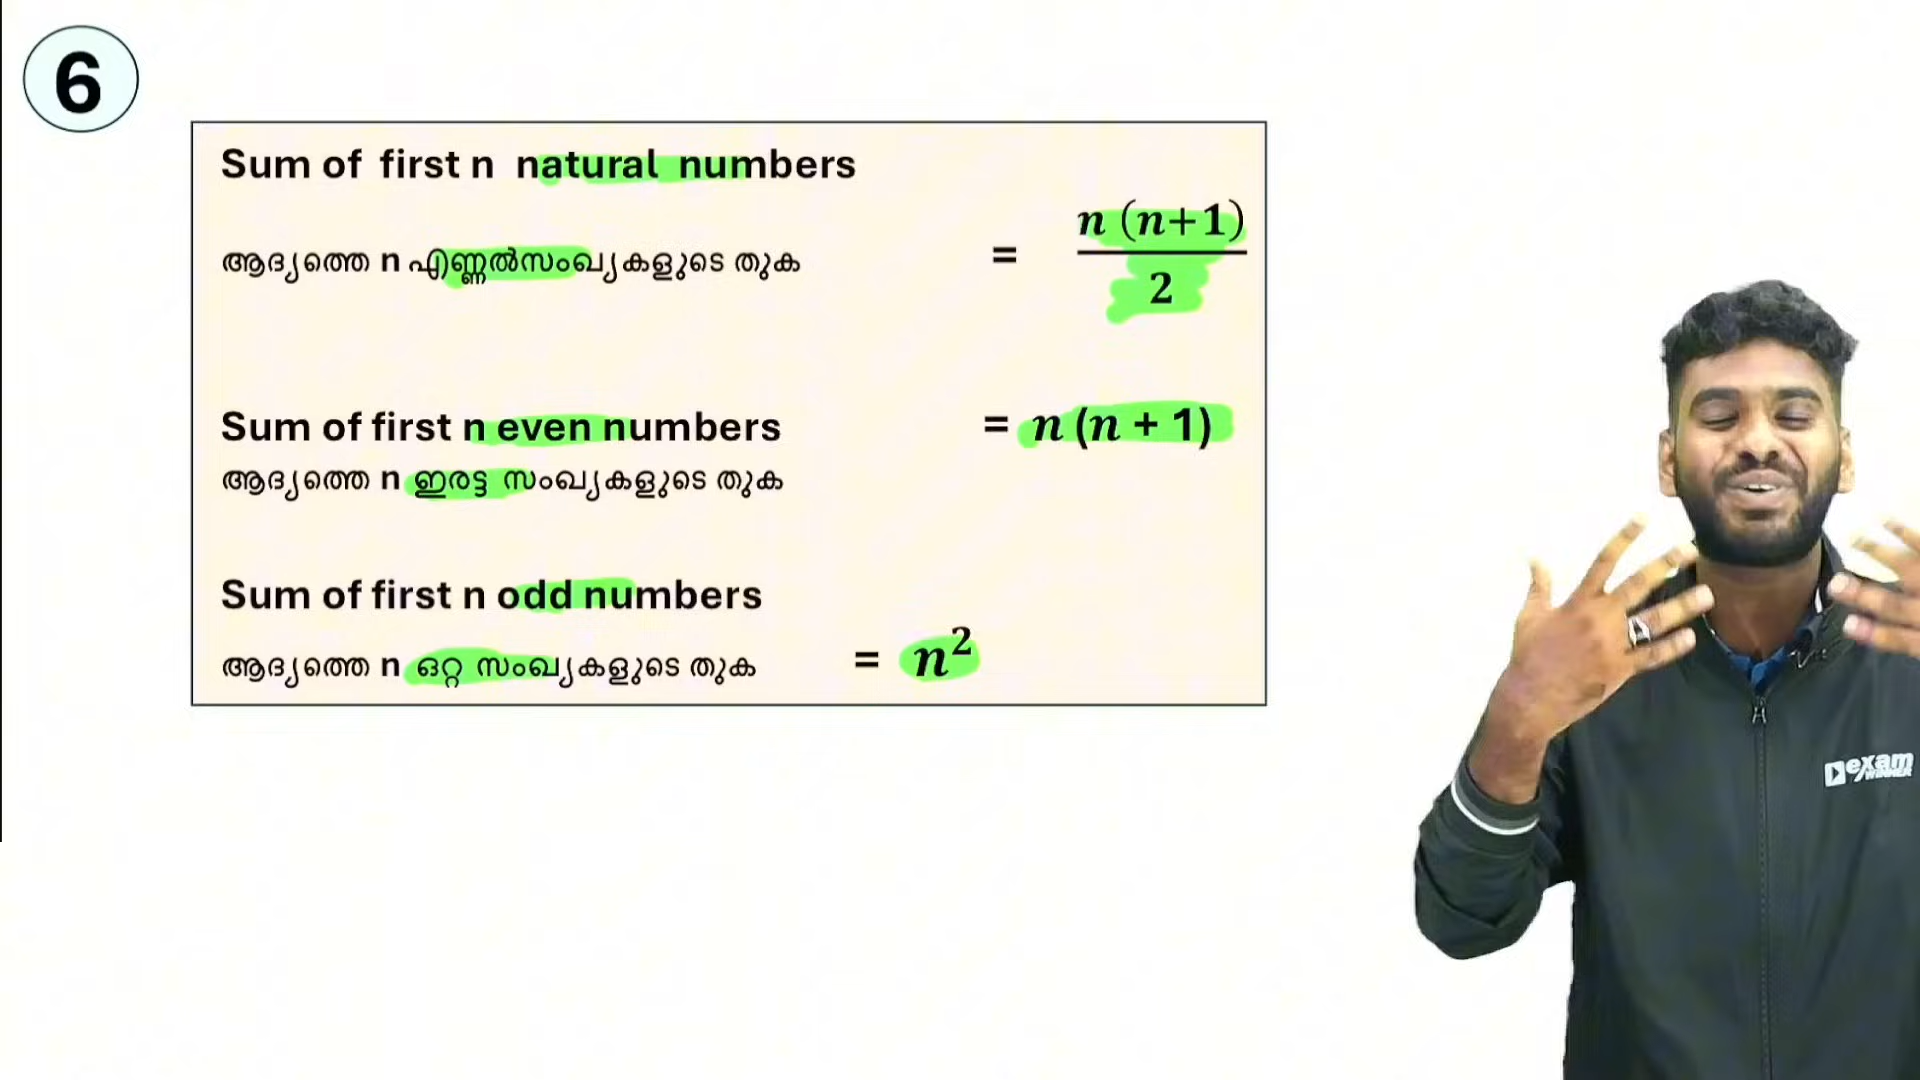 6
Sum of first n natural numbers
ആദ്യത്തെ n എണ്ണൽസംഖ്യകളുടെ തുക = n (n+1) / 2
Sum of first n even numbers = n (n + 1)
ആദ്യത്തെ n ഇരട്ട സംഖ്യകളുടെ തുക
Sum of first n odd numbers
ആദ്യത്തെ n ഒറ്റ സംഖ്യകളുടെ തുക = n²
exam
WINNER